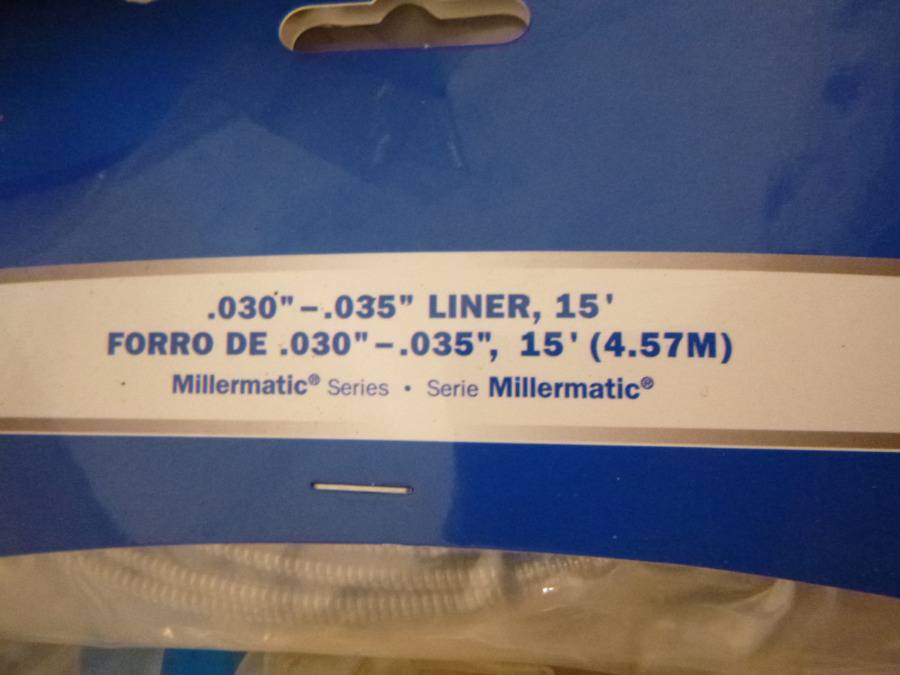 .030"–.035" LINER, 15'
FORRO DE .030"–.035", 15' (4.57M)
Millermatic® Series • Serie Millermatic®